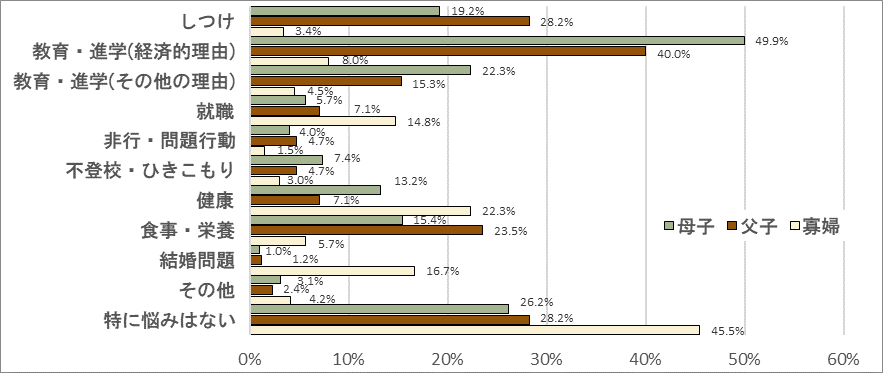 しつけ
19.2%
28.2%
3.4%
教育・進学(経済的理由)
49.9%
40.0%
8.0%
教育・進学(その他の理由)
22.3%
15.3%
4.5%
就職
5.7%
7.1%
14.8%
非行・問題行動
4.0%
4.7%
1.5%
不登校・ひきこもり
7.4%
4.7%
3.0%
健康
13.2%
7.1%
22.3%
食事・栄養
15.4%
23.5%
5.7%
結婚問題
1.0%
1.2%
16.7%
その他
3.1%
2.4%
4.2%
特に悩みはない
26.2%
28.2%
45.5%
母子 父子 寡婦
0% 10% 20% 30% 40% 50% 60%